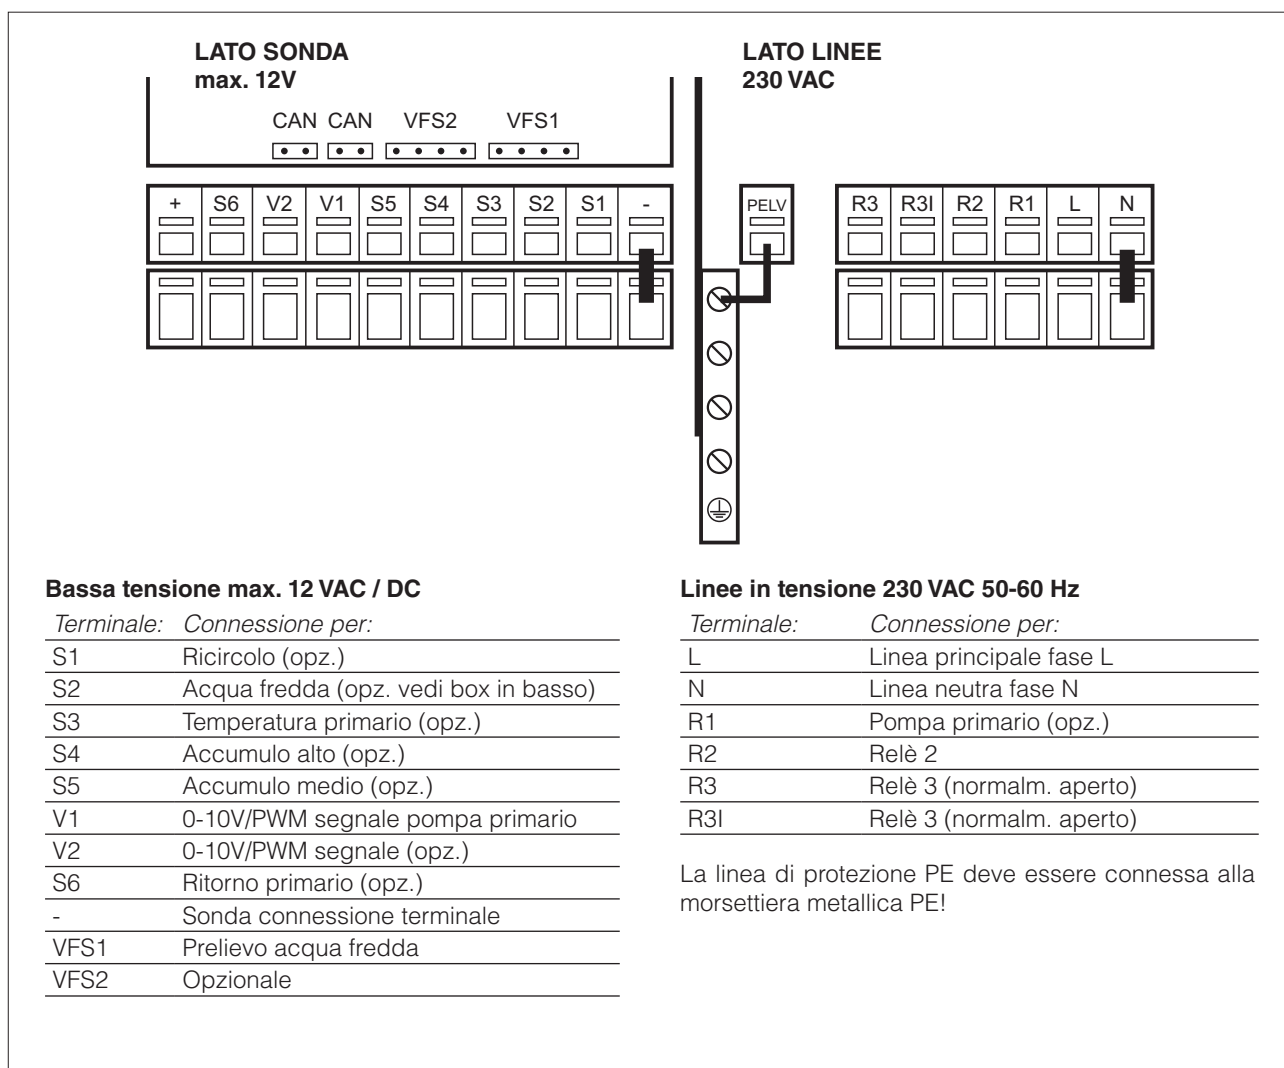 LATO SONDA
max. 12V
LATO LINEE
230 VAC
CAN CAN VFS2 VFS1
+ S6 V2 V1 S5 S4 S3 S2 S1 -
PELV
R3 R3I R2 R1 L N
Bassa tensione max. 12 VAC / DC
Terminale: Connessione per:
S1 Ricircolo (opz.)
S2 Acqua fredda (opz. vedi box in basso)
S3 Temperatura primario (opz.)
S4 Accumulo alto (opz.)
S5 Accumulo medio (opz.)
V1 0-10V/PWM segnale pompa primario
V2 0-10V/PWM segnale (opz.)
S6 Ritorno primario (opz.)
- Sonda connessione terminale
VFS1 Prelievo acqua fredda
VFS2 Opzionale
Linee in tensione 230 VAC 50-60 Hz
Terminale: Connessione per:
L Linea principale fase L
N Linea neutra fase N
R1 Pompa primario (opz.)
R2 Relè 2
R3 Relè 3 (normalm. aperto)
R3I Relè 3 (normalm. aperto)
La linea di protezione PE deve essere connessa alla
morsettiera metallica PE!